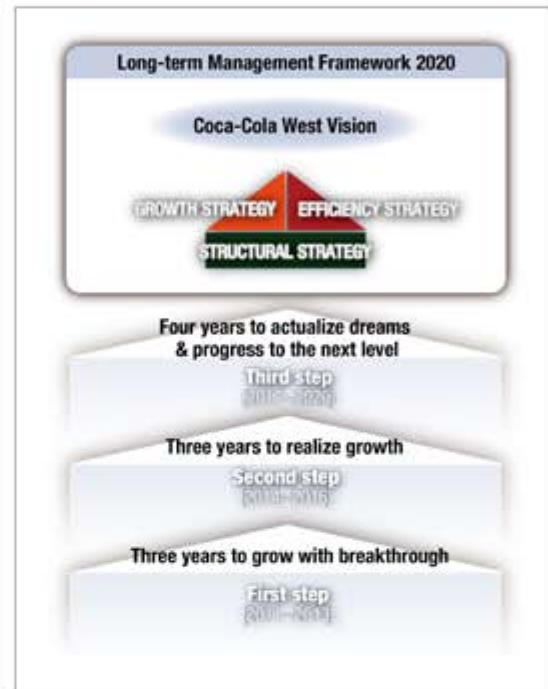 Long-term Management Framework 2020
Coca-Cola West Vision
GROWTH STRATEGY EFFICIENCY STRATEGY
STRUCTURAL STRATEGY
Four years to actualize dreams
& progress to the next level
Third step
Three years to realize growth
Second step
[2014–2016]
Three years to grow with breakthrough
First step